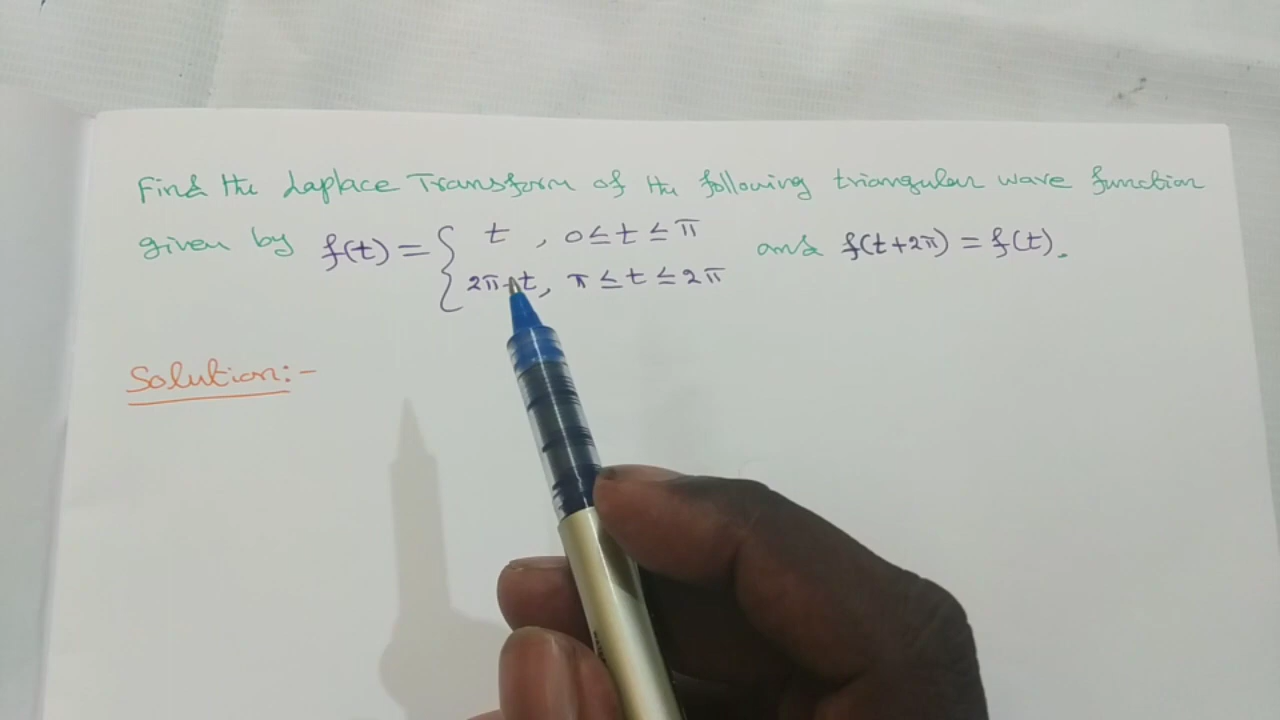 Find the Laplace Transform of the following triangular wave function
given by f(t) = { t , 0≤t≤π and f(t+2π) = f(t).
2π-t, π≤t≤2π
Solution:-